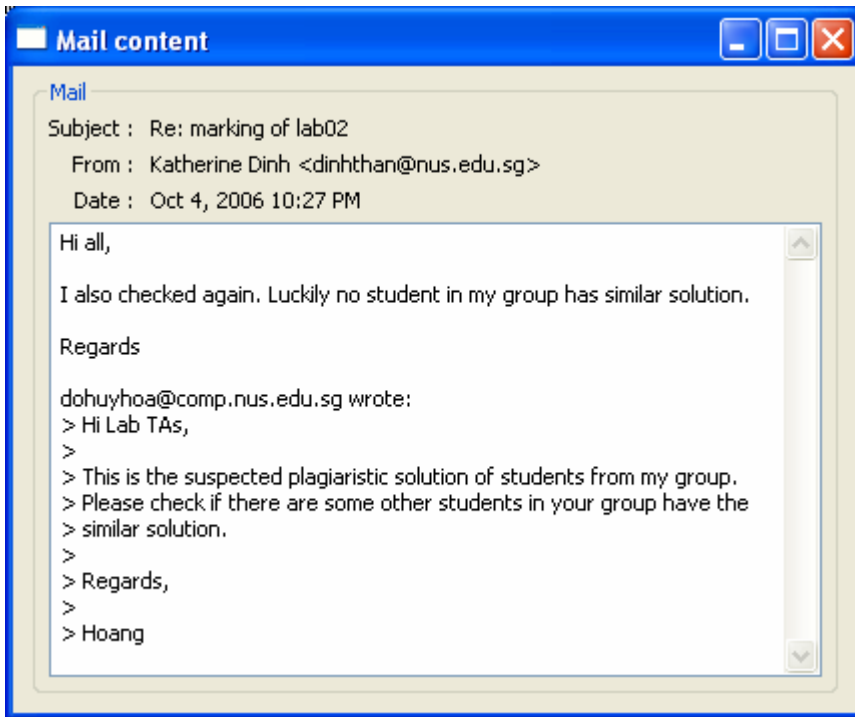 Mail content
Mail
Subject : Re: marking of lab02
From : Katherine Dinh <dinhthan@nus.edu.sg>
Date : Oct 4, 2006 10:27 PM
Hi all,
I also checked again. Luckily no student in my group has similar solution.
Regards
dohuyhoa@comp.nus.edu.sg wrote:
> Hi Lab TAs,
>
> This is the suspected plagiaristic solution of students from my group.
> Please check if there are some other students in your group have the
> similar solution.
>
> Regards,
>
> Hoang